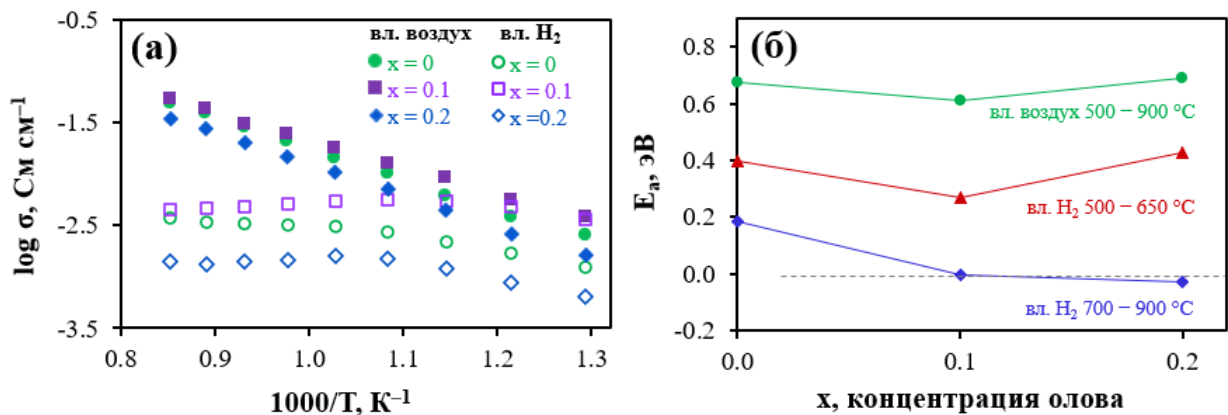 (а)
вл. воздух вл. H₂
x = 0 x = 0
x = 0.1 x = 0.1
x = 0.2 x =0.2
-0.5
-1.5
-2.5
-3.5
0.8 0.9 1.0 1.1 1.2 1.3
log σ, См см⁻¹
1000/T, К⁻¹
(б)
0.8
0.6
0.4
0.2
0.0
-0.2
0.0 0.1 0.2
Eₐ, эВ
вл. воздух 500 – 900 °C
вл. H₂ 500 – 650 °C
вл. H₂ 700 – 900 °C
x, концентрация олова